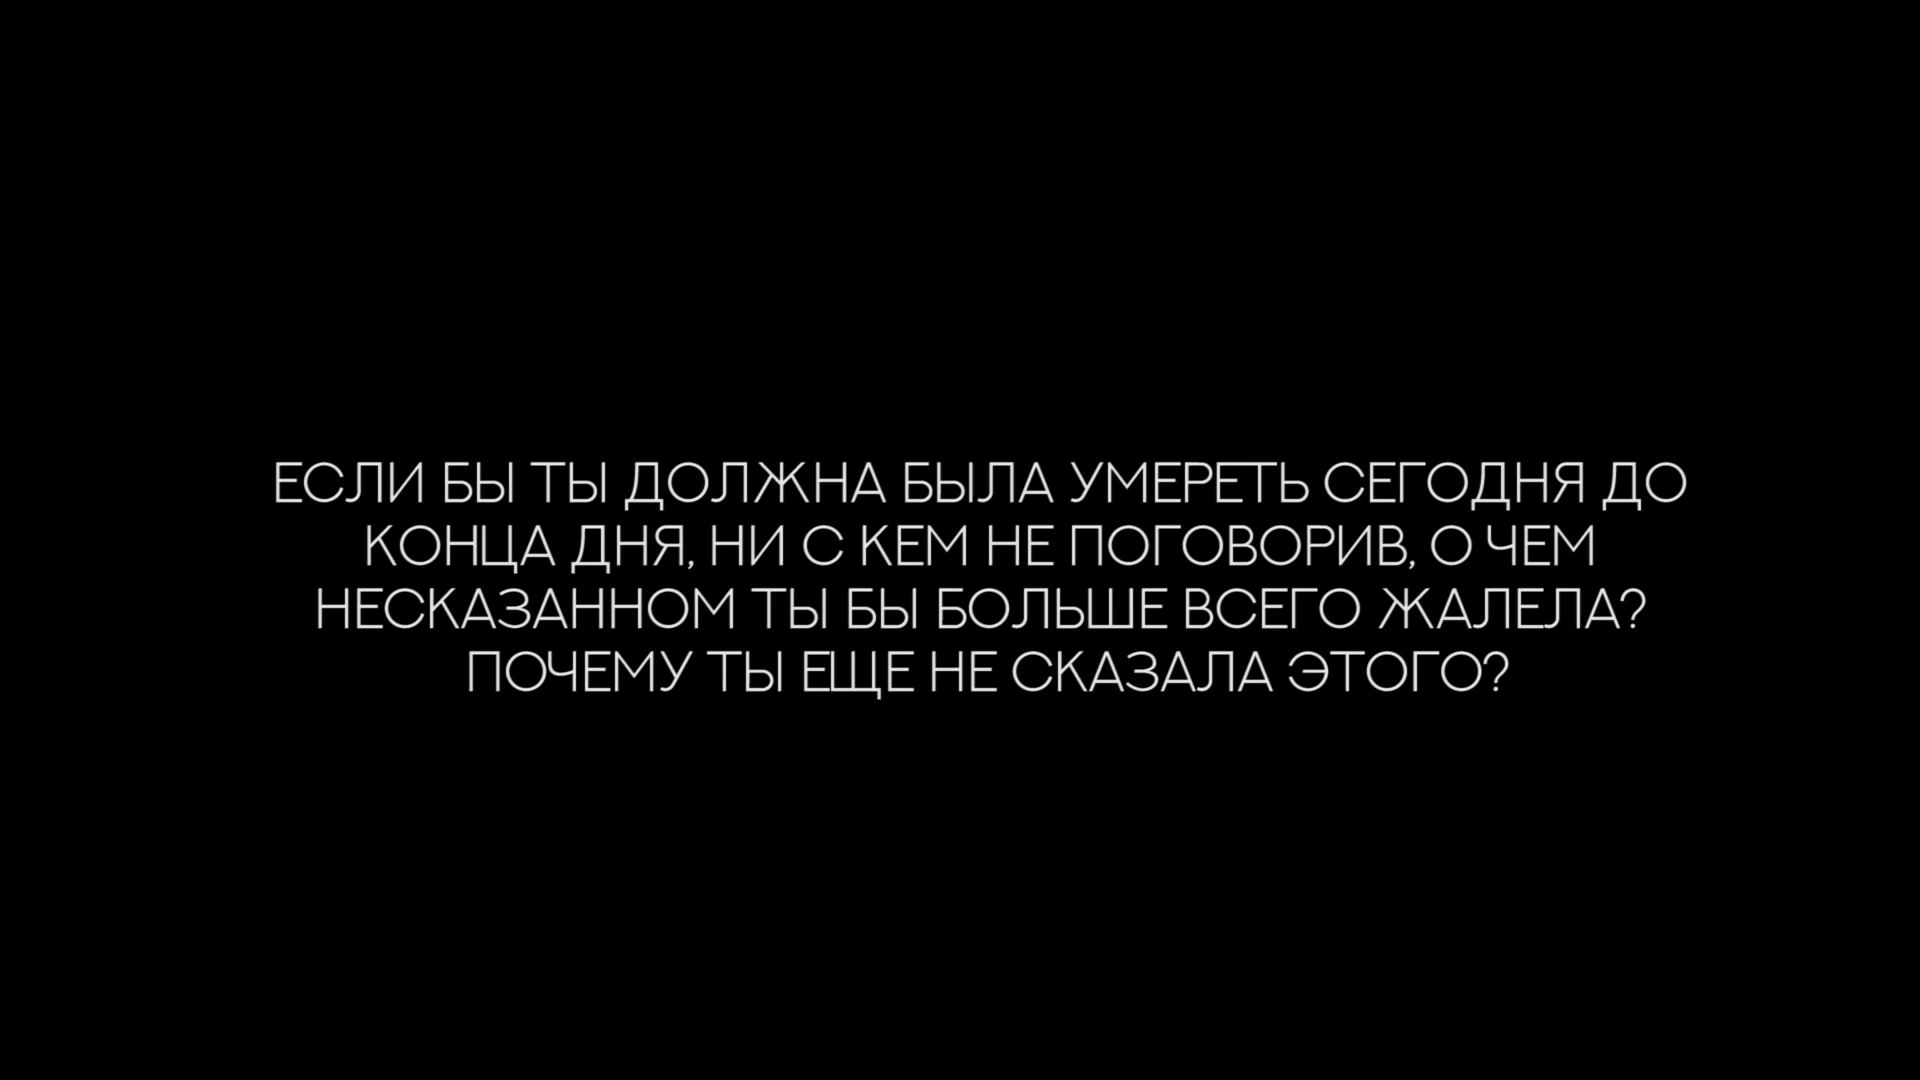 ЕСЛИ БЫ ТЫ ДОЛЖНА БЫЛА УМЕРЕТЬ СЕГОДНЯ ДО
КОНЦА ДНЯ, НИ С КЕМ НЕ ПОГОВОРИВ, О ЧЕМ
НЕСКАЗАННОМ ТЫ БЫ БОЛЬШЕ ВСЕГО ЖАЛЕЛА?
ПОЧЕМУ ТЫ ЕЩЕ НЕ СКАЗАЛА ЭТОГО?